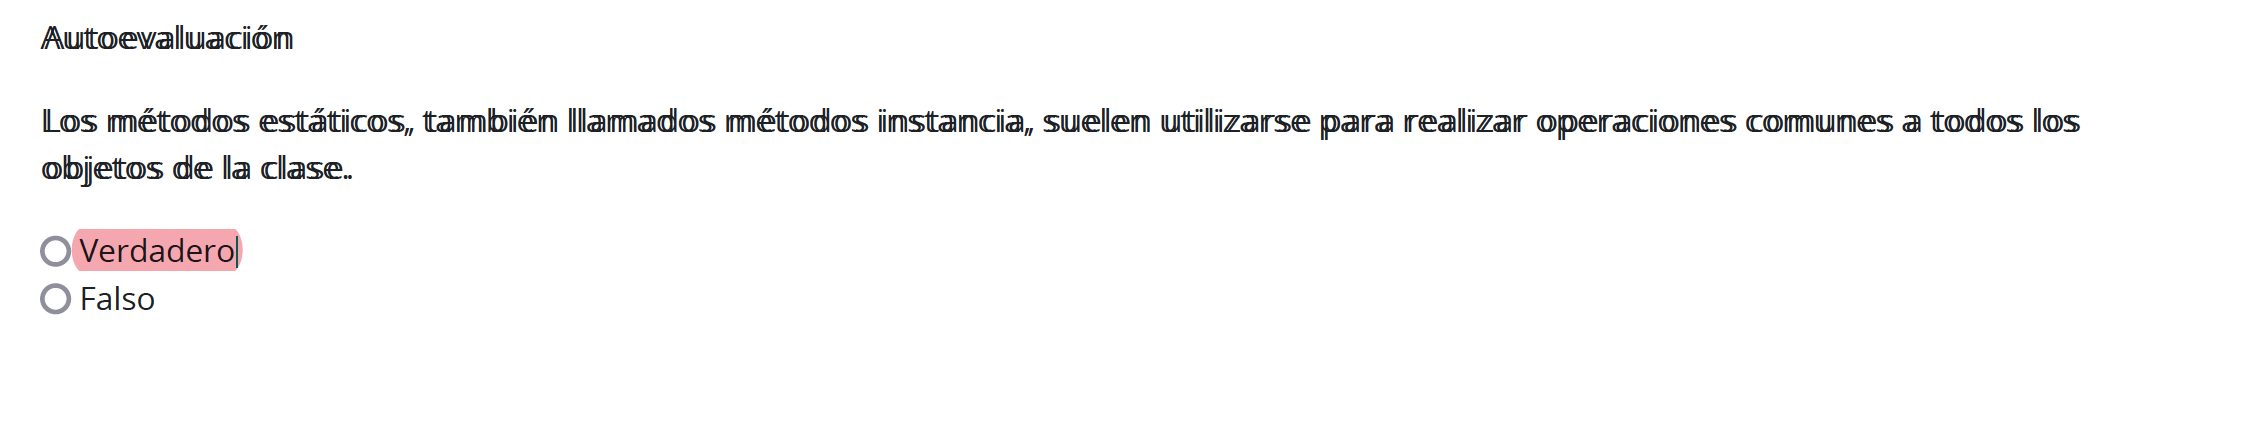 Autoevaluación
Los métodos estáticos, también llamados métodos instancia, suelen utilizarse para realizar operaciones comunes a todos los
objetos de la clase.
Verdadero
Falso